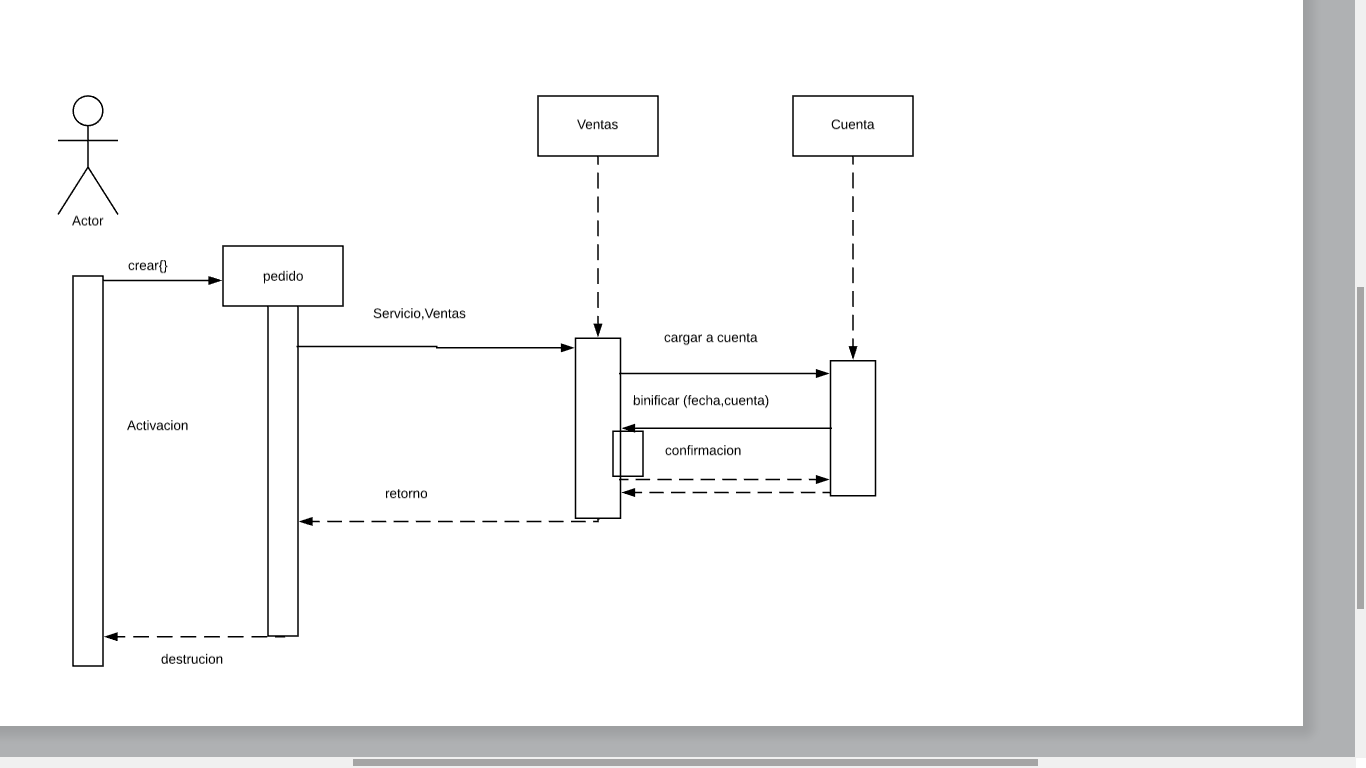 Ventas
Cuenta
Actor
crear{}
pedido
Servicio,Ventas
cargar a cuenta
binificar (fecha,cuenta)
Activacion
confirmacion
retorno
destrucion